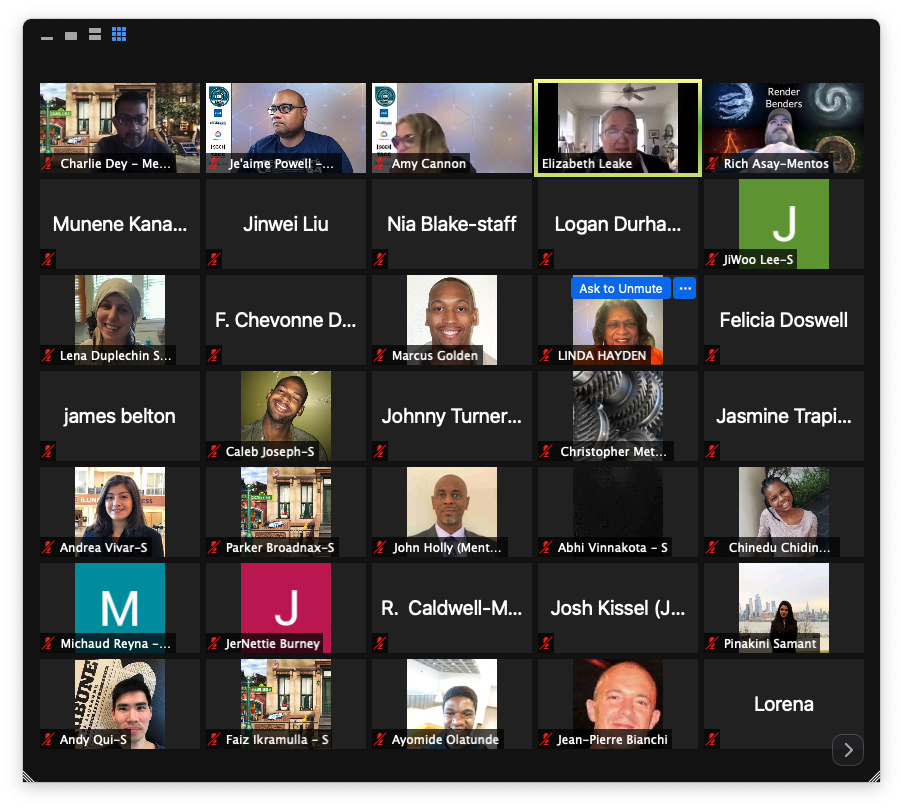 Render
Benders
Charlie Dey – Me...
Je'aime Powell –...
Amy Cannon
Elizabeth Leake
Rich Asay-Mentos
Munene Kana...
Jinwei Liu
Nia Blake-staff
Logan Durha...
J
JiWoo Lee-S
Lena Duplechin S...
F. Chevonne D...
Marcus Golden
Ask to Unmute
...
LINDA HAYDEN
Felicia Doswell
james belton
Caleb Joseph-S
Johnny Turner...
Christopher Met...
Jasmine Trapi...
Andrea Vivar-S
Parker Broadnax-S
John Holly (Ment...
Abhi Vinnakota – S
Chinedu Chidin...
M
Michaud Reyna –...
J
JerNettie Burney
R. Caldwell-M...
Josh Kissel (J...
Pinakini Samant
Andy Qui-S
Faiz Ikramulla – S
Ayomide Olatunde
Jean-Pierre Bianchi
Lorena